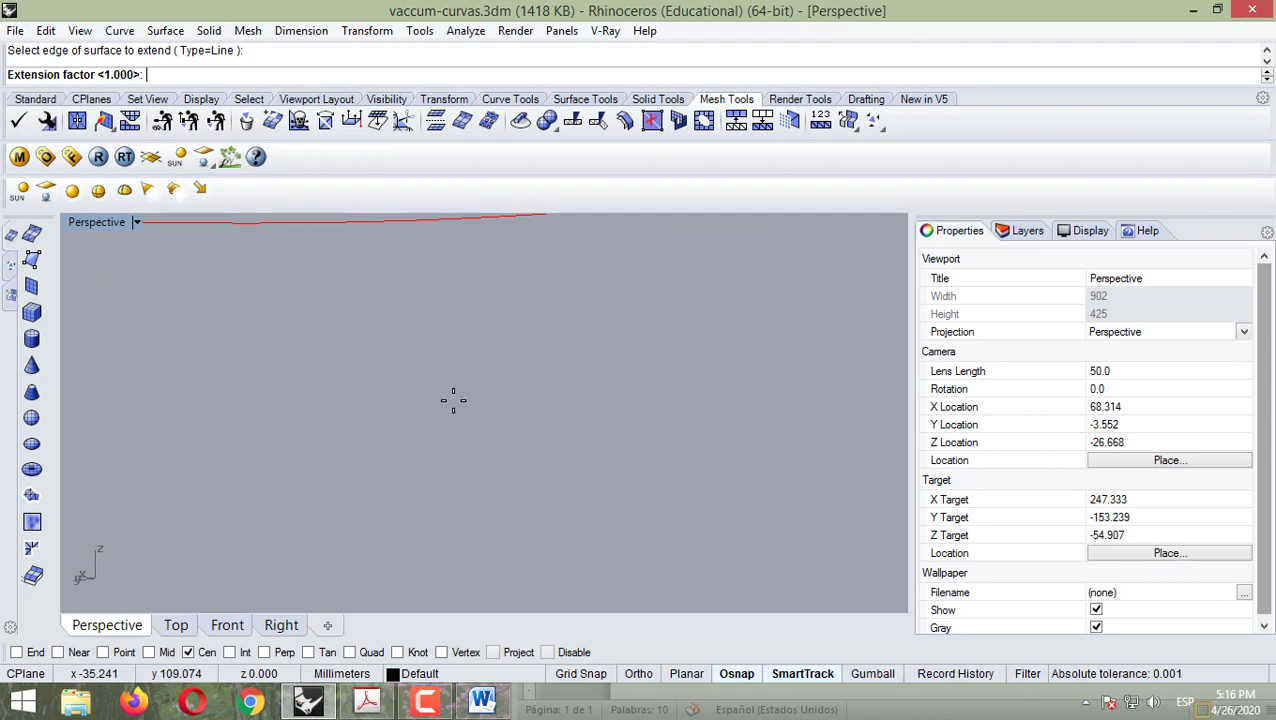 vaccum-curvas.3dm (1418 KB) - Rhinoceros (Educational) (64-bit) - [Perspective]
File Edit View Curve Surface Solid Mesh Dimension Transform Tools Analyze Render Panels V-Ray Help
Select edge of surface to extend ( Type=Line ):
Extension factor <1.000>:
Standard CPlanes Set View Display Select Viewport Layout Visibility Transform Curve Tools Surface Tools Solid Tools Mesh Tools Render Tools Drafting New in V5
123
M O F R RT SUN ?
SUN
Perspective
Properties Layers Display Help
Viewport
Title Perspective
Width 902
Height 425
Projection Perspective
Camera
Lens Length 50.0
Rotation 0.0
X Location 68.314
Y Location -3.552
Z Location -26.668
Location Place...
Target
X Target 247.333
Y Target -153.239
Z Target -54.907
Location Place...
Wallpaper
Filename (none) ...
Show
Gray
z
y x
Perspective Top Front Right
End Near Point Mid Cen Int Perp Tan Quad Knot Vertex Project Disable
CPlane x -35.241 y 109.074 z 0.000 Millimeters Default Grid Snap Ortho Planar Osnap SmartTrack Gumball Record History Filter Absolute tolerance: 0.001
Página: 1 de 1 Palabras: 10 Español (Estados Unidos) ESP 5:16 PM
4/26/2020